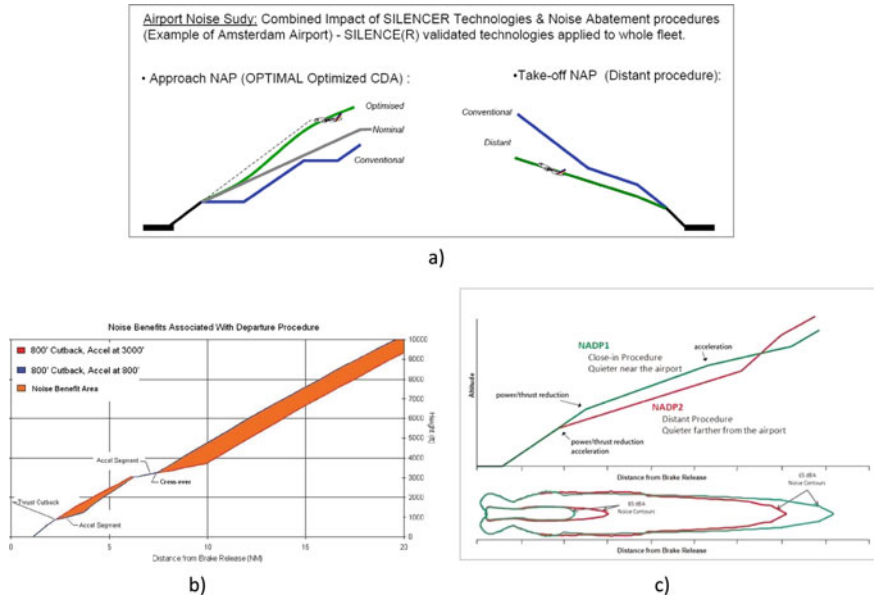 Airport Noise Sudy: Combined Impact of SILENCER Technologies & Noise Abatement procedures
(Example of Amsterdam Airport) - SILENCE(R) validated technologies applied to whole fleet.
• Approach NAP (OPTIMAL Optimized CDA) :
Optimised
Nominal
Conventional
•Take-off NAP (Distant procedure):
Conventional
Distant
a)
Noise Benefits Associated With Departure Procedure
800' Cutback, Accel at 3000'
800' Cutback, Accel at 800'
Noise Benefit Area
Accel Segment
Cross-over
Thrust Cutback
Accel Segment
10000
9000
8000
7000
6000
5000
4000
3000
2000
1000
0
Height (ft)
0 5 10 15 20
Distance from Brake Release (NM)
b)
Altitude
NADP1
Close-in Procedure
Quieter near the airport
acceleration
power/thrust reduction
NADP2
Distant Procedure
Quieter farther from the airport
power/thrust reduction
acceleration
Distance from Brake Release
85 dBA
Noise Contours
65 dBA
Noise Contours
Distance from Brake Release
c)